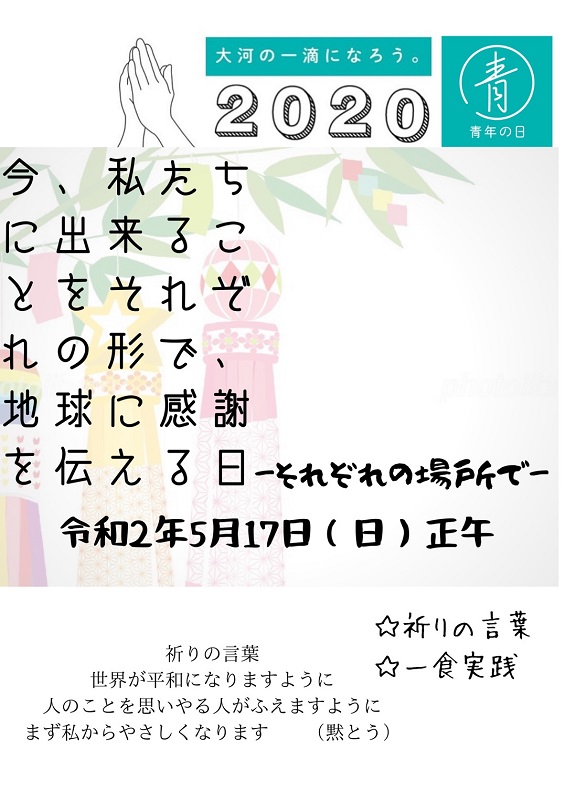 大河の一滴になろう。
2020
青
青年の日
今、私たち
に出来るこ
とをそれぞ
れの形で、
地球に感謝
を伝える日
ーそれぞれの場所でー
令和2年5月17日(日)正午
☆祈りの言葉
☆一食実践
祈りの言葉
世界が平和になりますように
人のことを思いやる人がふえますように
まず私からやさしくなります　　(黙とう)